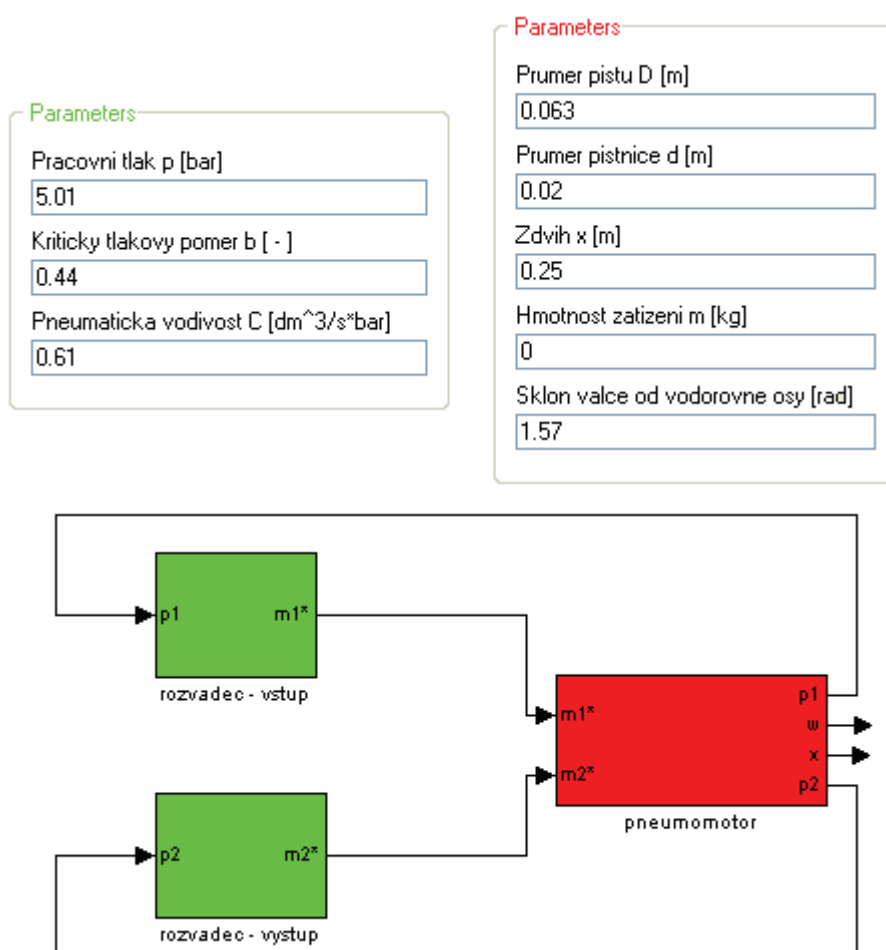 Parameters
Pracovni tlak p [bar]
5.01
Kriticky tlakovy pomer b [ - ]
0.44
Pneumaticka vodivost C [dm^3/s*bar]
0.61
Parameters
Prumer pistu D [m]
0.063
Prumer pistnice d [m]
0.02
Zdvih x [m]
0.25
Hmotnost zatizeni m [kg]
0
Sklon valce od vodorovne osy [rad]
1.57
p1 m1*
rozvadec - vstup
p2 m2*
rozvadec - vystup
m1* p1
w
x
m2* p2
pneumomotor